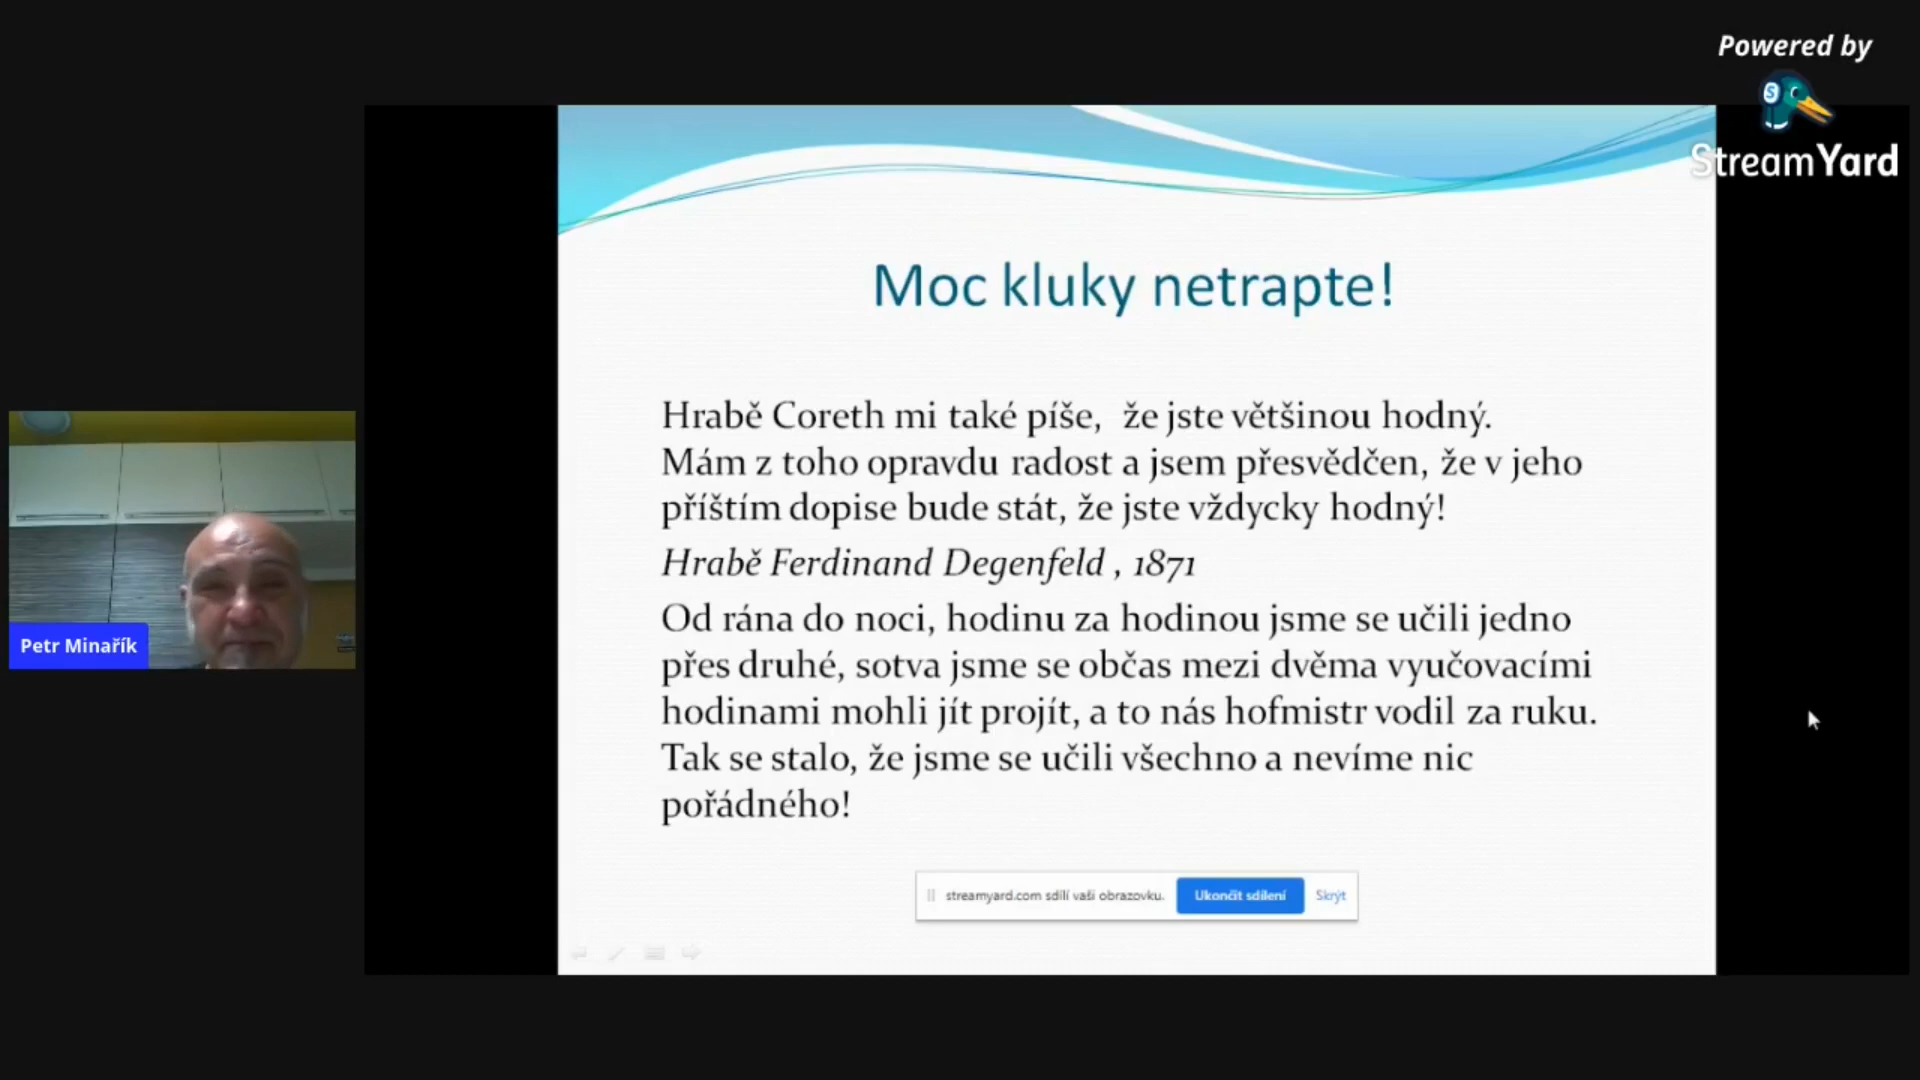 Powered by
StreamYard
Moc kluky netrapte!
Hrabě Coreth mi také píše, že jste většinou hodný.
Mám z toho opravdu radost a jsem přesvědčen, že v jeho
příštím dopise bude stát, že jste vždycky hodný!
Hrabě Ferdinand Degenfeld , 1871
Od rána do noci, hodinu za hodinou jsme se učili jedno
přes druhé, sotva jsme se občas mezi dvěma vyučovacími
hodinami mohli jít projít, a to nás hofmistr vodil za ruku.
Tak se stalo, že jsme se učili všechno a nevíme nic
pořádného!
Petr Minařík
streamyard.com sdílí vaši obrazovku. Ukončit sdílení Skrýt